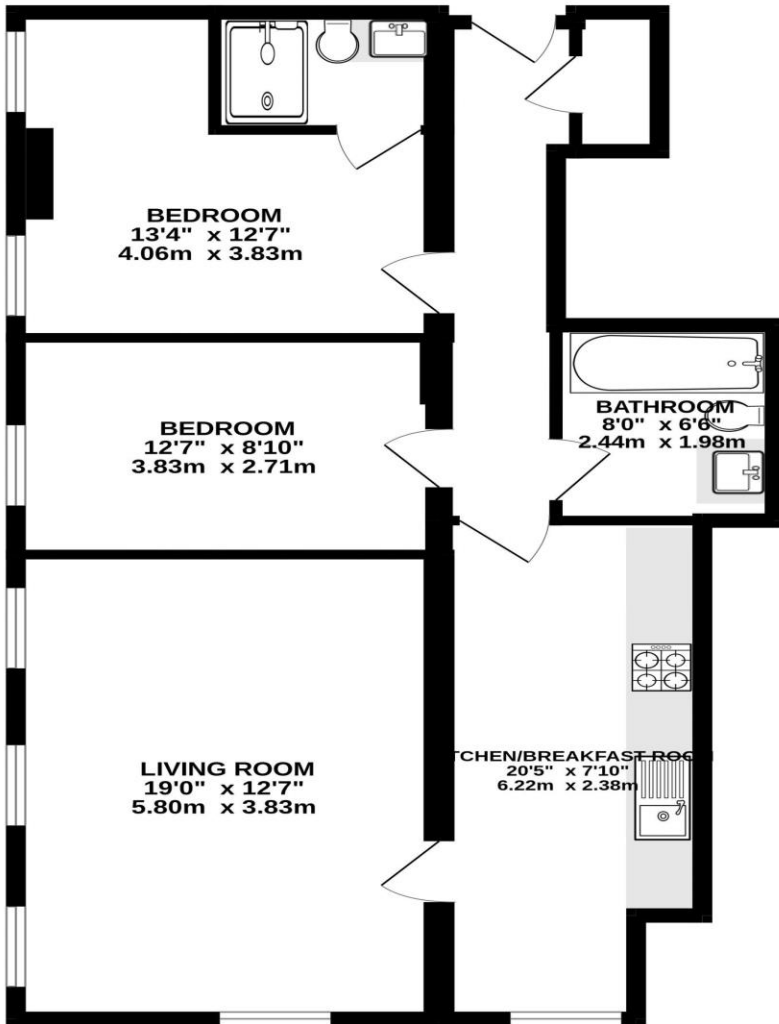 BEDROOM
13'4" x 12'7"
4.06m x 3.83m
BEDROOM
12'7" x 8'10"
3.83m x 2.71m
BATHROOM
8'0" x 6'6"
2.44m x 1.98m
LIVING ROOM
19'0" x 12'7"
5.80m x 3.83m
TCHEN/BREAKFAST ROOM
20'5" x 7'10"
6.22m x 2.38m